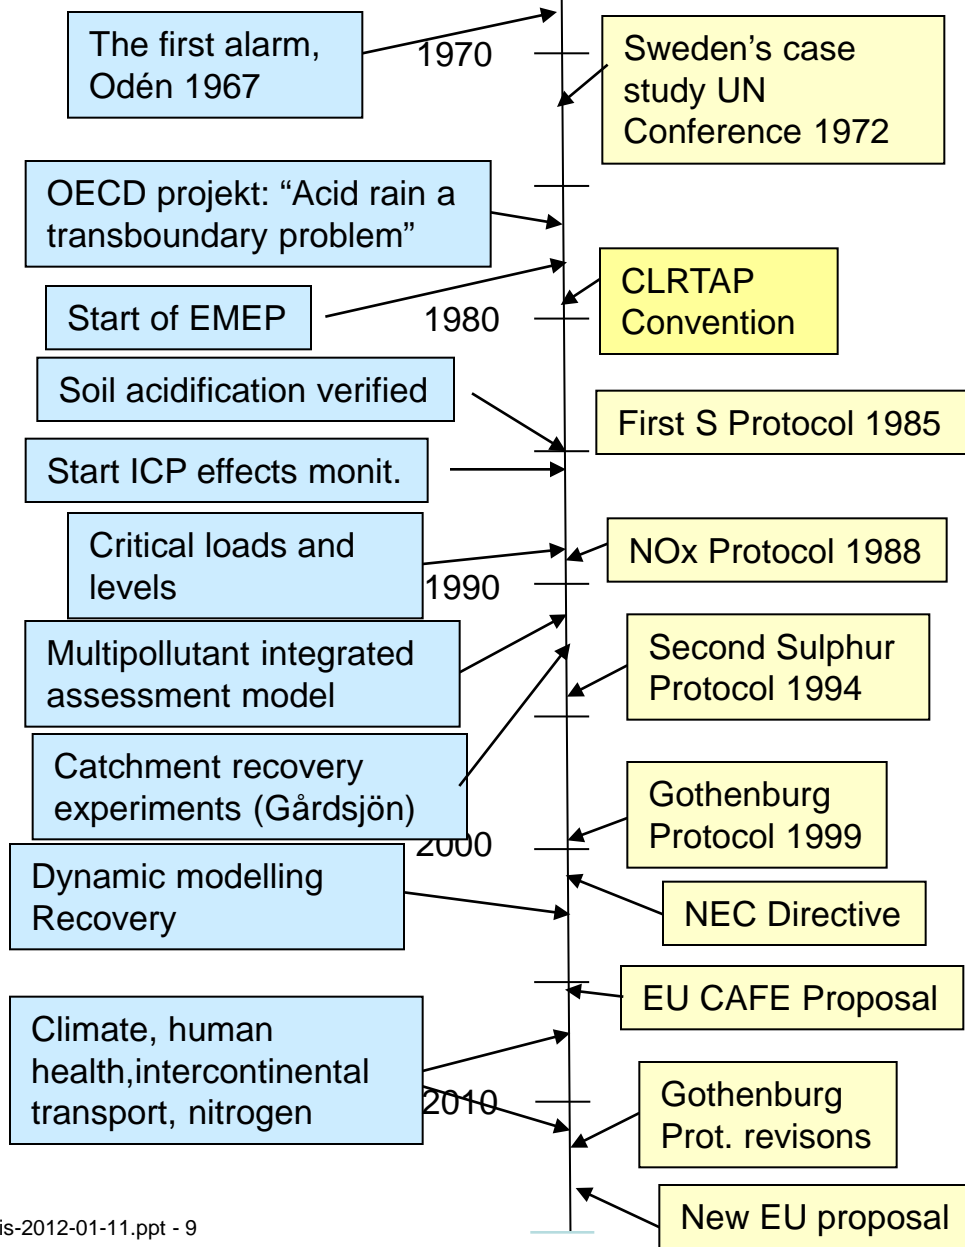 The first alarm,
Odén 1967
1970
Sweden's case
study UN
Conference 1972
OECD projekt: “Acid rain a
transboundary problem”
CLRTAP
Convention
Start of EMEP
1980
Soil acidification verified
First S Protocol 1985
Start ICP effects monit.
Critical loads and
levels
NOx Protocol 1988
1990
Multipollutant integrated
assessment model
Second Sulphur
Protocol 1994
Catchment recovery
experiments (Gårdsjön)
Gothenburg
Protocol 1999
2000
Dynamic modelling
Recovery
NEC Directive
EU CAFE Proposal
Climate, human
health,intercontinental
transport, nitrogen
2010
Gothenburg
Prot. revisons
New EU proposal
is-2012-01-11.ppt - 9